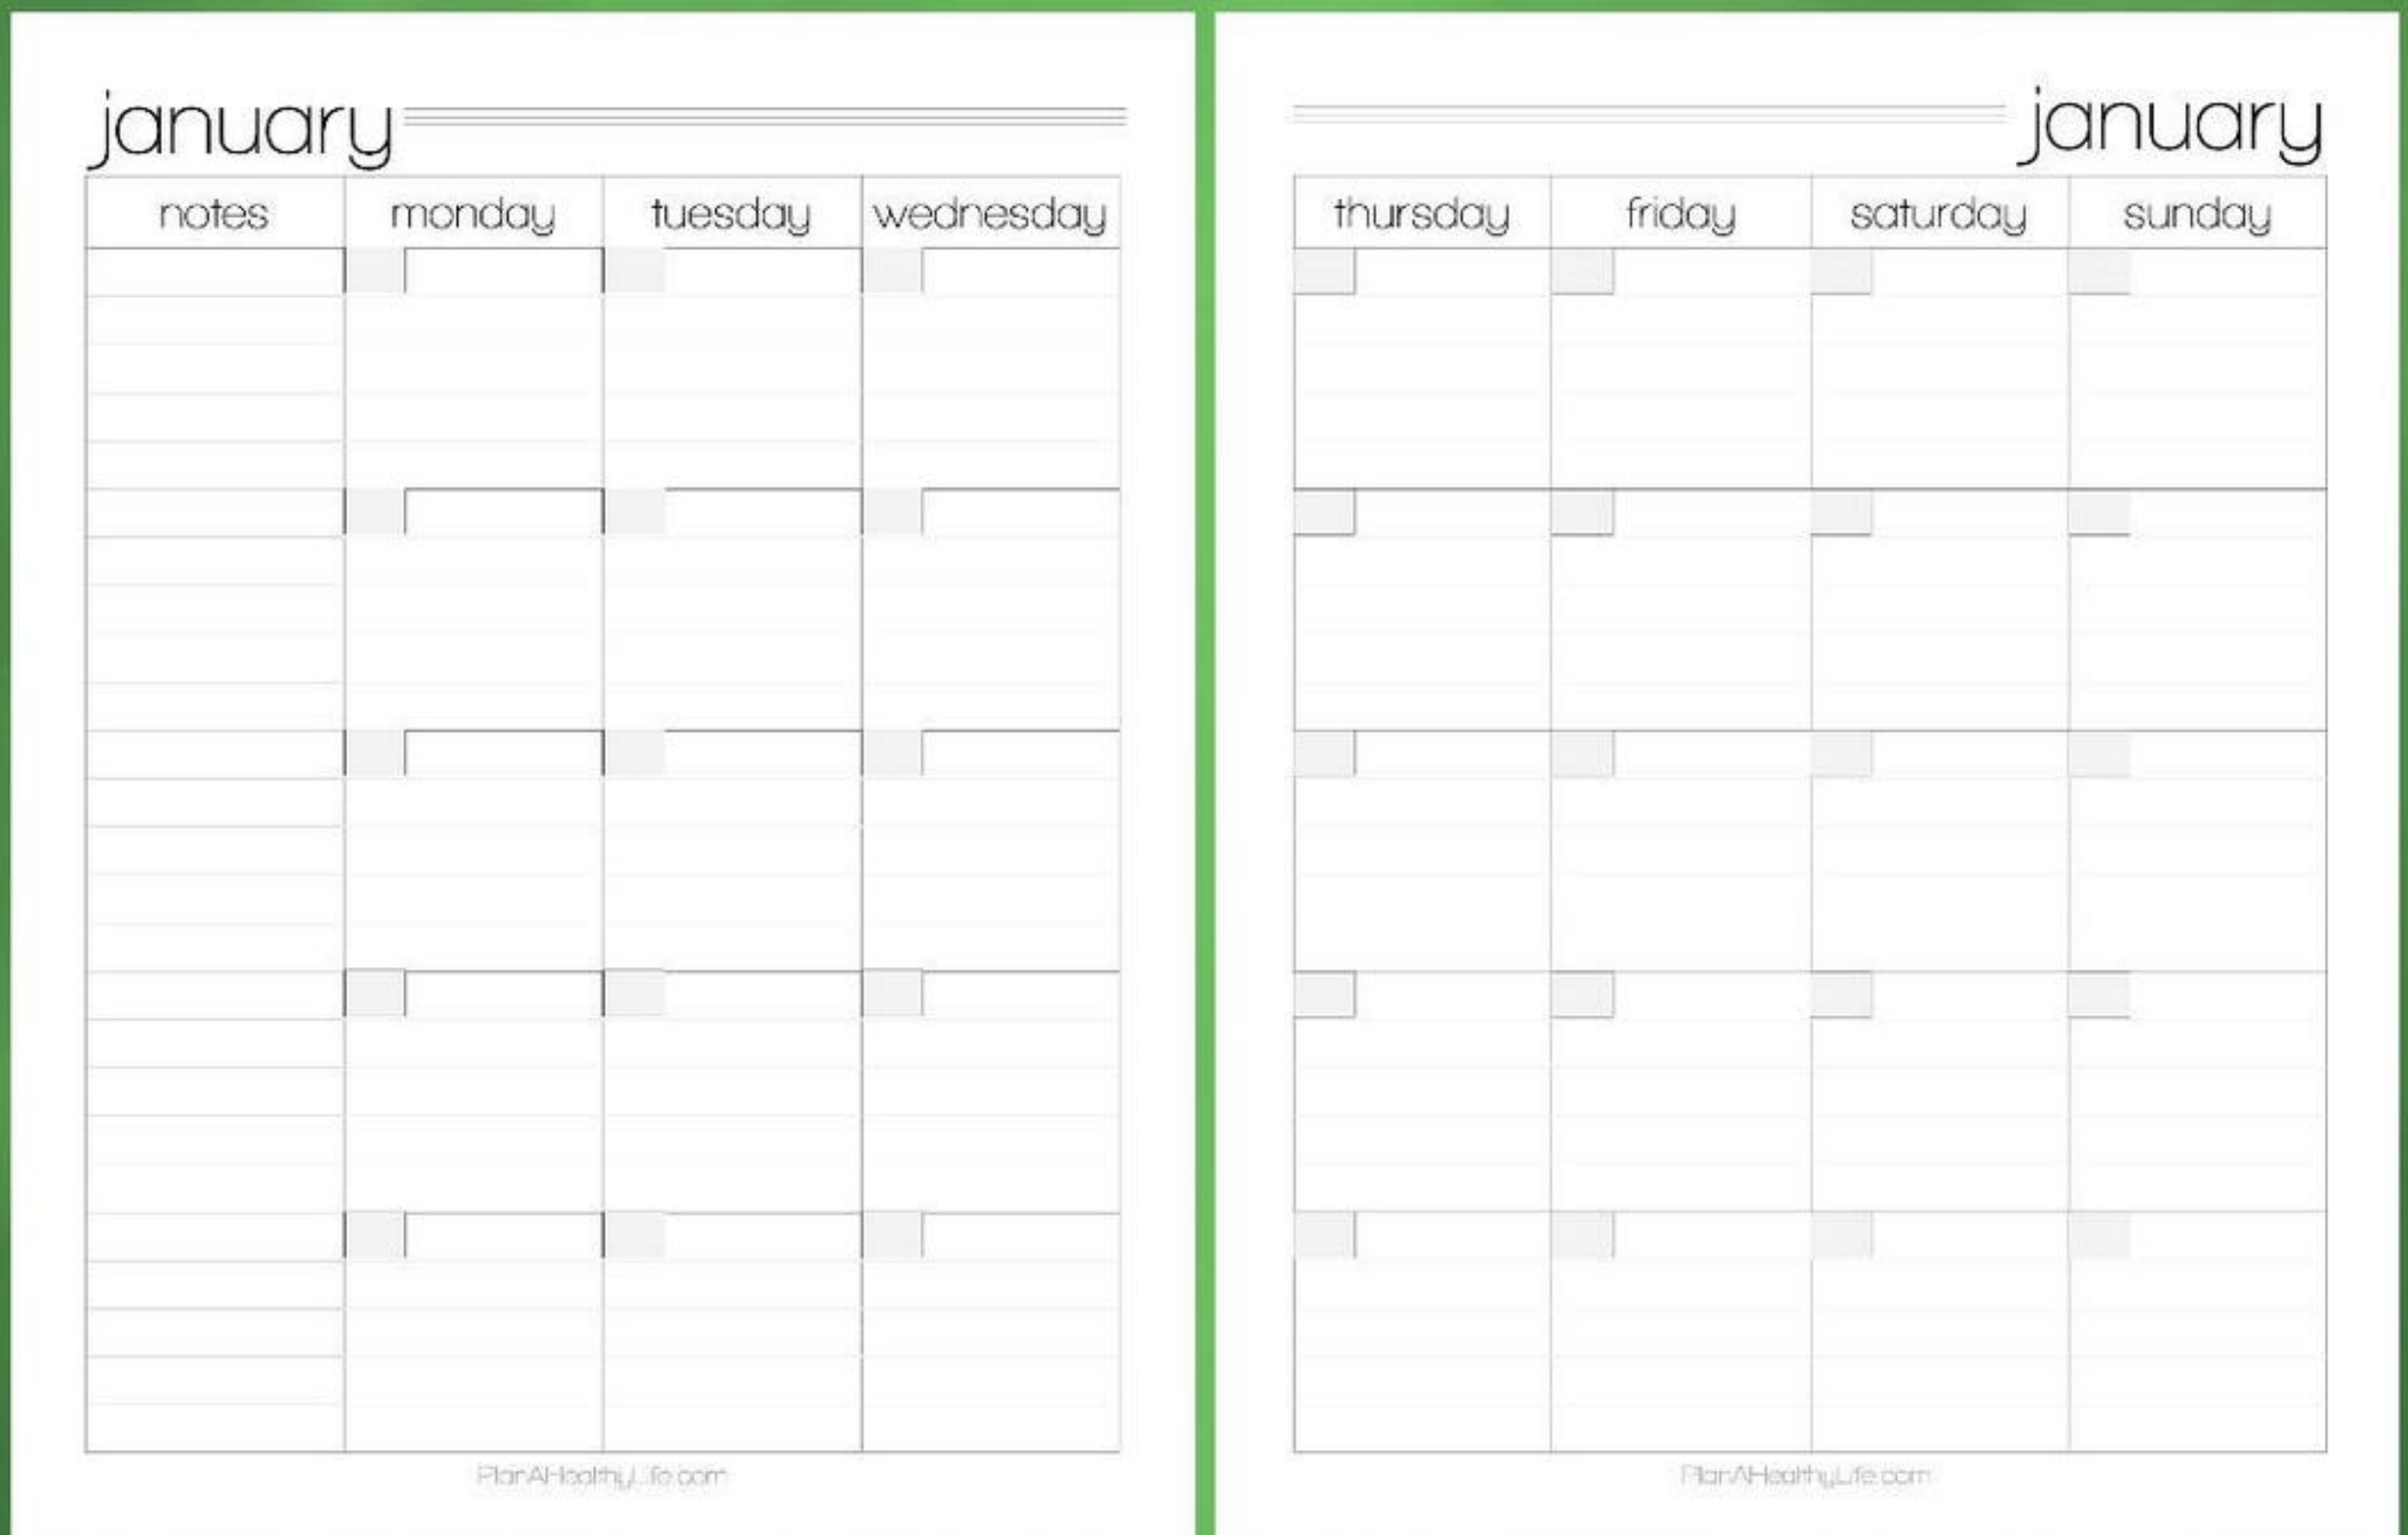 january
notes monday tuesday wednesday
PlanAHealthyLife.com
january
thursday friday saturday sunday
PlanAHealthyLife.com